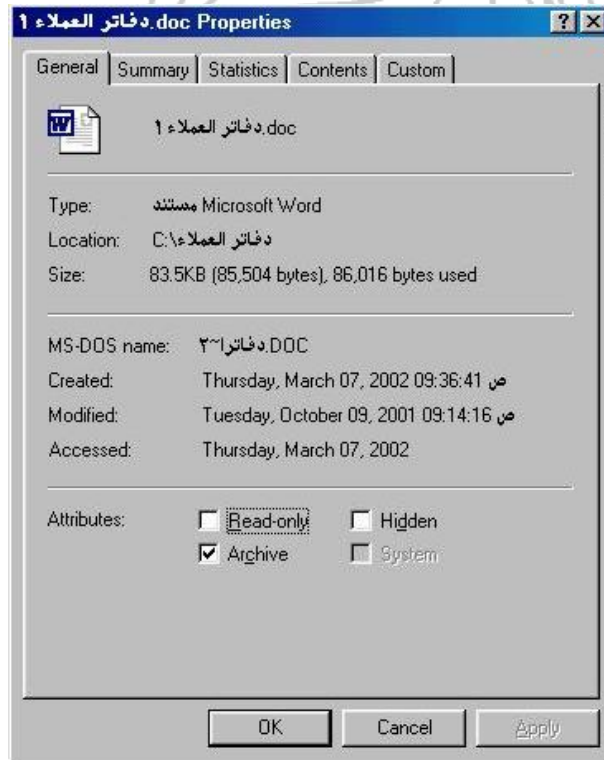 دفاتر العملاء ١.doc Properties
General Summary Statistics Contents Custom
دفاتر العملاء ١.doc
Type: مستند Microsoft Word
Location: C:\دفاتر العملاء
Size: 83.5KB (85,504 bytes), 86,016 bytes used
MS-DOS name: دفاترا~٢.DOC
Created: Thursday, March 07, 2002 09:36:41 ص
Modified: Tuesday, October 09, 2001 09:14:16 ص
Accessed: Thursday, March 07, 2002
Attributes: Read-only Hidden
Archive System
OK Cancel Apply